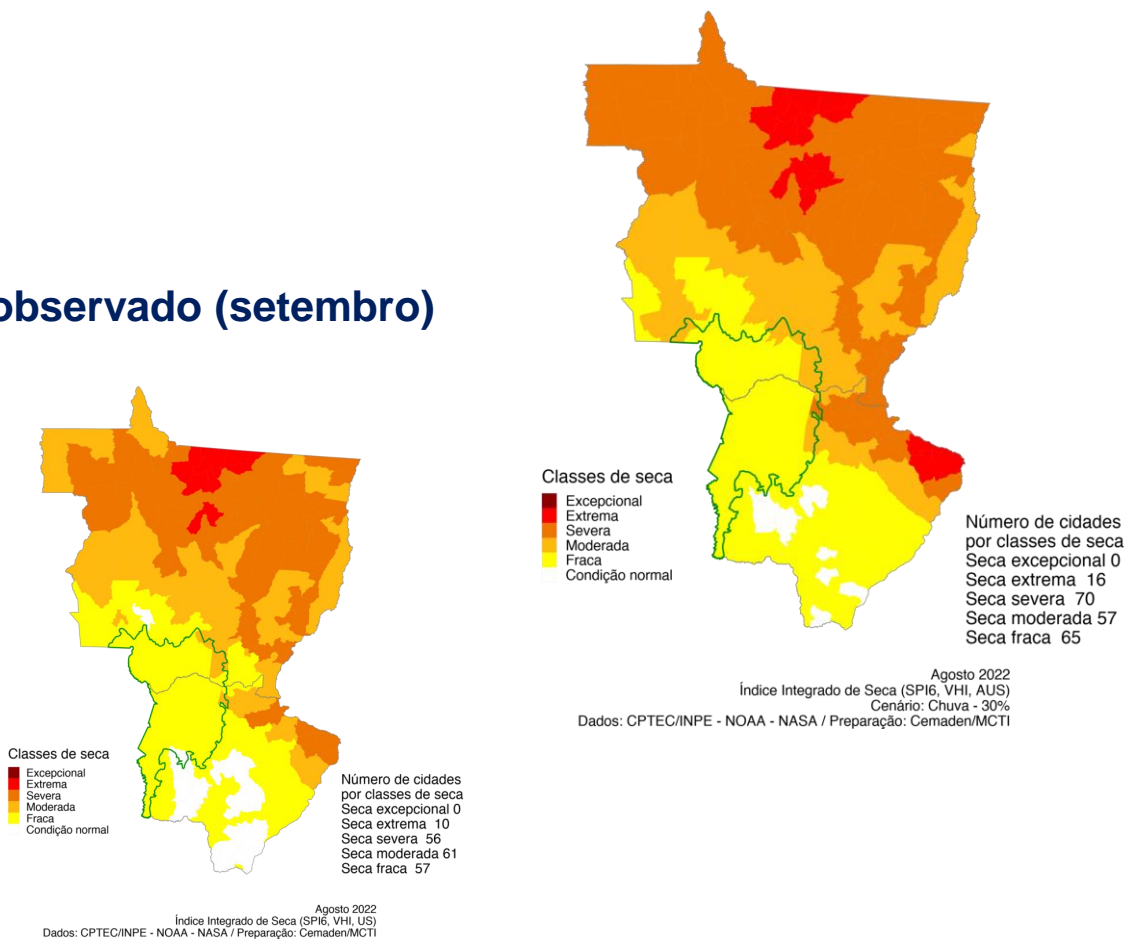 observado (setembro)
Classes de seca
Excepcional
Extrema
Severa
Moderada
Fraca
Condição normal
Número de cidades
por classes de seca
Seca excepcional 0
Seca extrema 16
Seca severa 70
Seca moderada 57
Seca fraca 65
Agosto 2022
Índice Integrado de Seca (SPI6, VHI, AUS)
Cenário: Chuva - 30%
Dados: CPTEC/INPE - NOAA - NASA / Preparação: Cemaden/MCTI
Classes de seca
Excepcional
Extrema
Severa
Moderada
Fraca
Condição normal
Número de cidades
por classes de seca
Seca excepcional 0
Seca extrema 10
Seca severa 56
Seca moderada 61
Seca fraca 57
Agosto 2022
Índice Integrado de Seca (SPI6, VHI, US)
Dados: CPTEC/INPE - NOAA - NASA / Preparação: Cemaden/MCTI